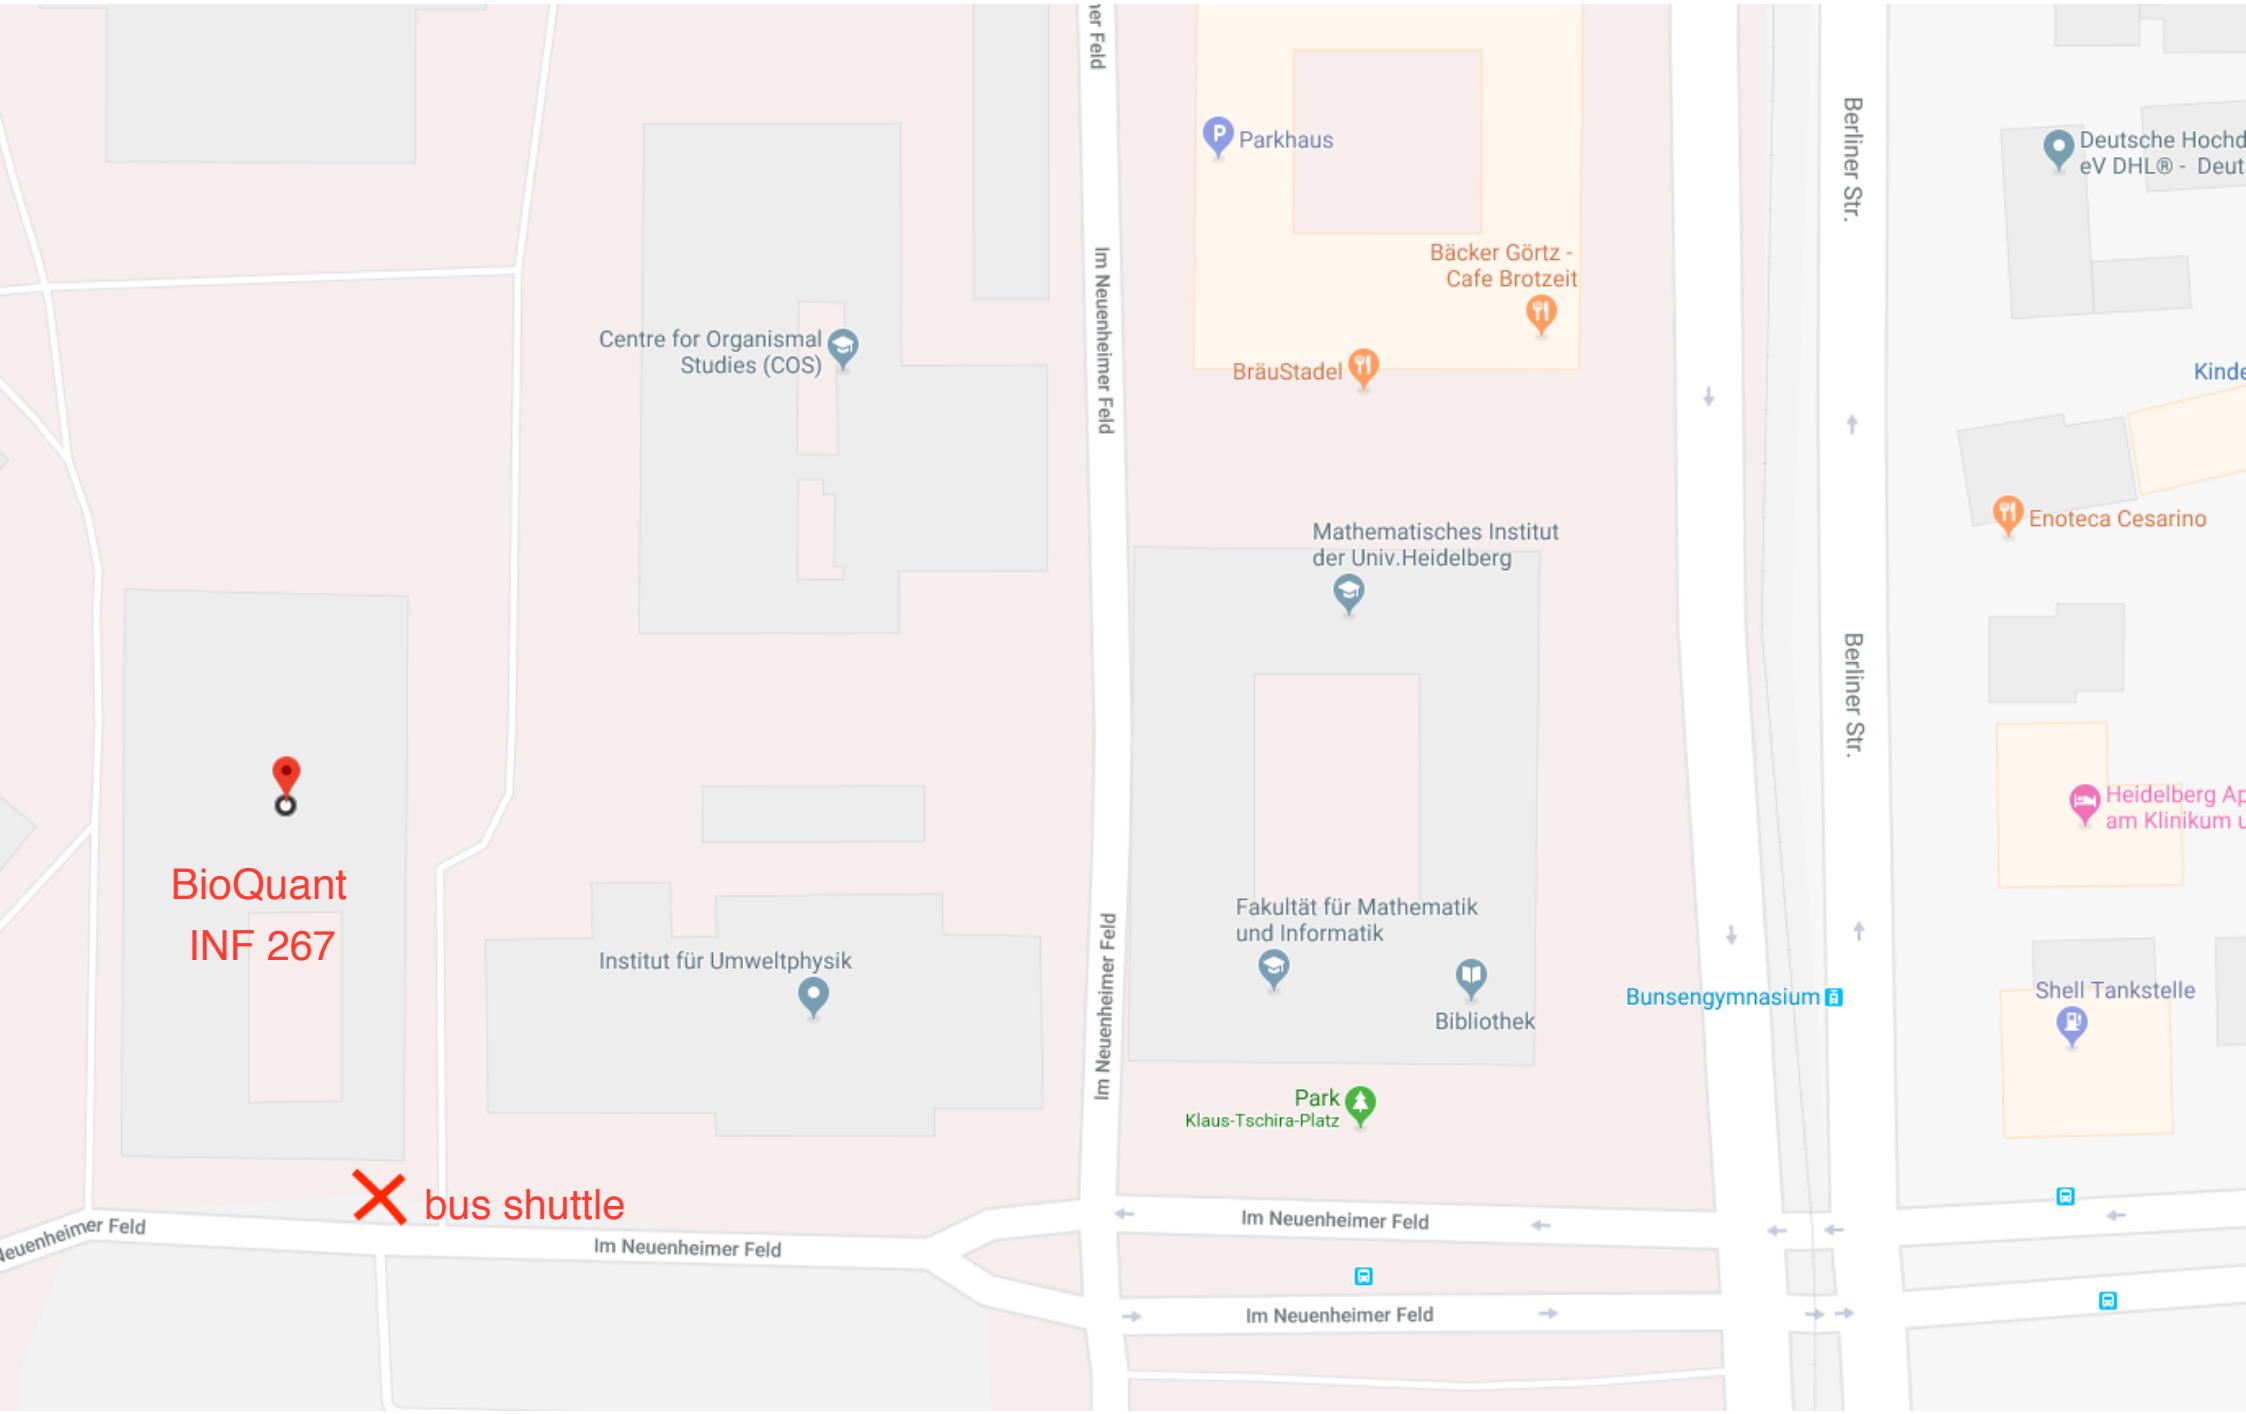 er Feld
Berliner Str.
Parkhaus
Deutsche Hochd
eV DHL® - Deut
Bäcker Görtz -
Cafe Brotzeit
Im Neuenheimer Feld
Centre for Organismal
Studies (COS)
BräuStadel
Kinde
Enoteca Cesarino
Mathematisches Institut
der Univ.Heidelberg
Berliner Str.
Heidelberg Ap
am Klinikum u
BioQuant
INF 267
Fakultät für Mathematik
und Informatik
Institut für Umweltphysik
Im Neuenheimer Feld
Bibliothek
Bunsengymnasium
Shell Tankstelle
Park
Klaus-Tschira-Platz
bus shuttle
Neuenheimer Feld
Im Neuenheimer Feld
Im Neuenheimer Feld
Im Neuenheimer Feld